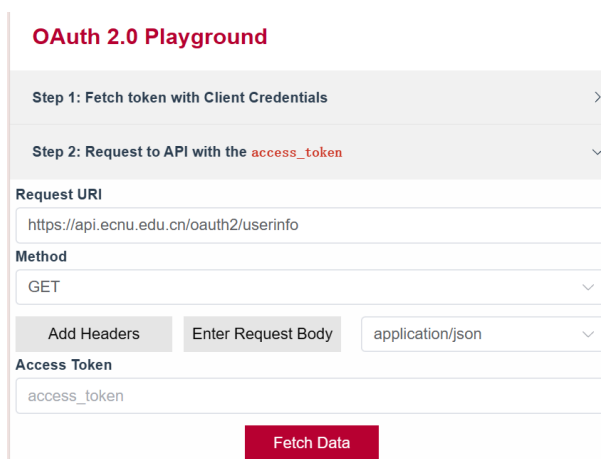 OAuth 2.0 Playground
Step 1: Fetch token with Client Credentials
Step 2: Request to API with the access_token
Request URI
https://api.ecnu.edu.cn/oauth2/userinfo
Method
GET
Add Headers Enter Request Body application/json
Access Token
access_token
Fetch Data